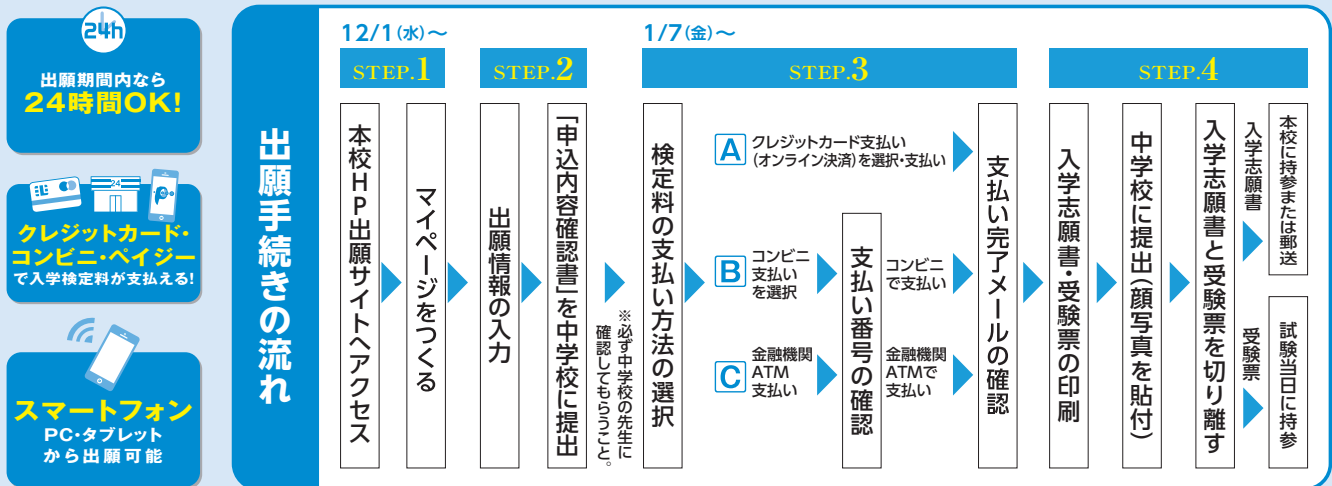 24h
出願期間内なら
24時間OK!
24
クレジットカード・
コンビニ・ペイジー
で入学検定料が支払える!
スマートフォン
PC・タブレット
から出願可能
出願手続きの流れ
12/1(水)～
STEP.1
本校HP出願サイトへアクセス
マイページをつくる
STEP.2
出願情報の入力
「申込内容確認書」を中学校に提出
※必ず中学校の先生に
確認してもらうこと。
1/7(金)～
STEP.3
検定料の支払い方法の選択
A
クレジットカード支払い
(オンライン決済)を選択・支払い
B
コンビニ
支払い
を選択
C
金融機関
ATM
支払い
支払い番号の確認
コンビニ
で支払い
金融機関
ATMで
支払い
支払い完了メールの確認
STEP.4
入学志願書・受験票の印刷
中学校に提出(顔写真を貼付)
入学志願書と受験票を切り離す
入学志願書
本校に持参または郵送
受験票
試験当日に持参